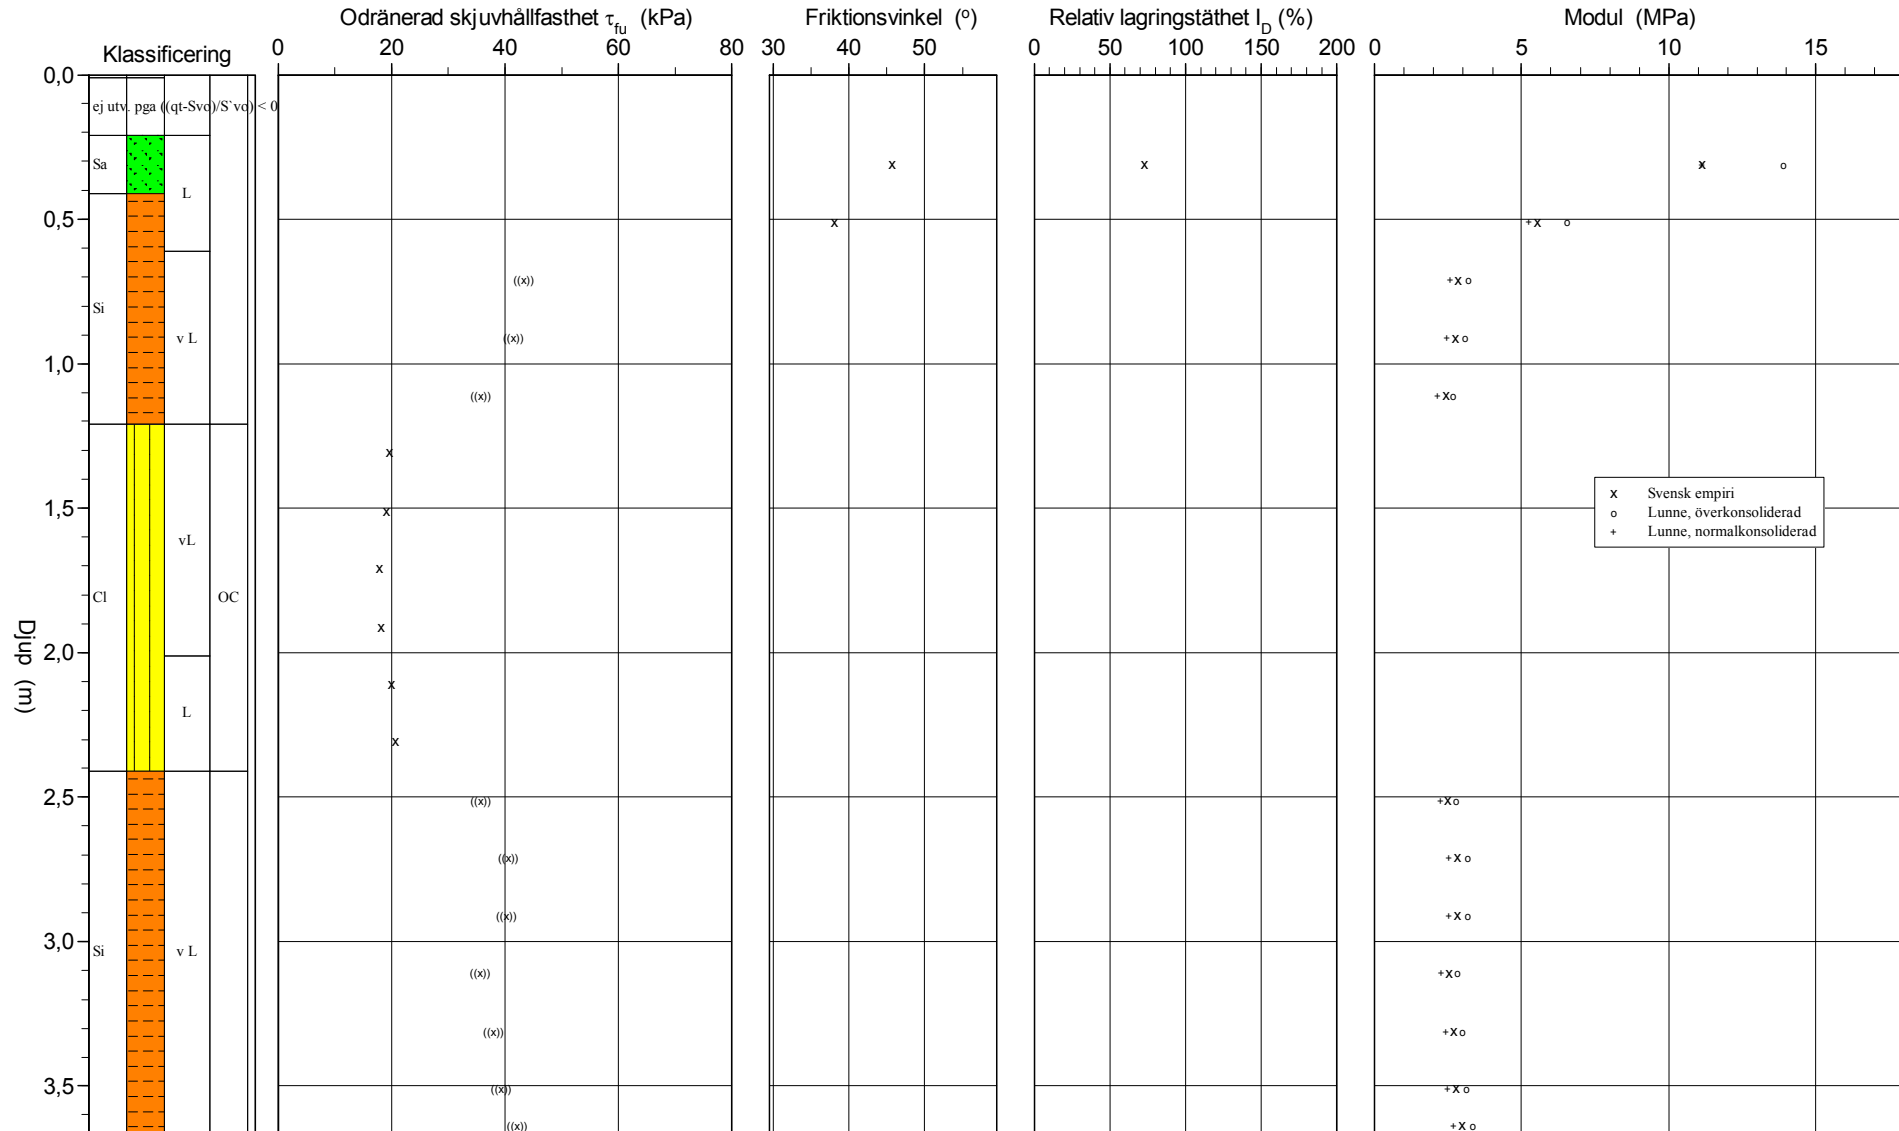 Odränerad skjuvhållfasthet τfu (kPa)
Friktionsvinkel (o)
Relativ lagringstäthet ID (%)
Modul (MPa)
Klassificering
0 20 40 60 80
30 40 50
0 50 100 150 200
0 5 10 15
0,0
ej utv. pga ((qt-Svo)/S`vo) < 0
Sa
L
0,5
((x))
Si
v L
((x))
1,0
((x))
1,5
x Svensk empiri
o Lunne, överkonsoliderad
+ Lunne, normalkonsoliderad
vL
Cl
OC
Djup (m)
2,0
L
2,5
((x))
((x))
((x))
3,0
Si
v L
((x))
((x))
3,5
((x))
((x))